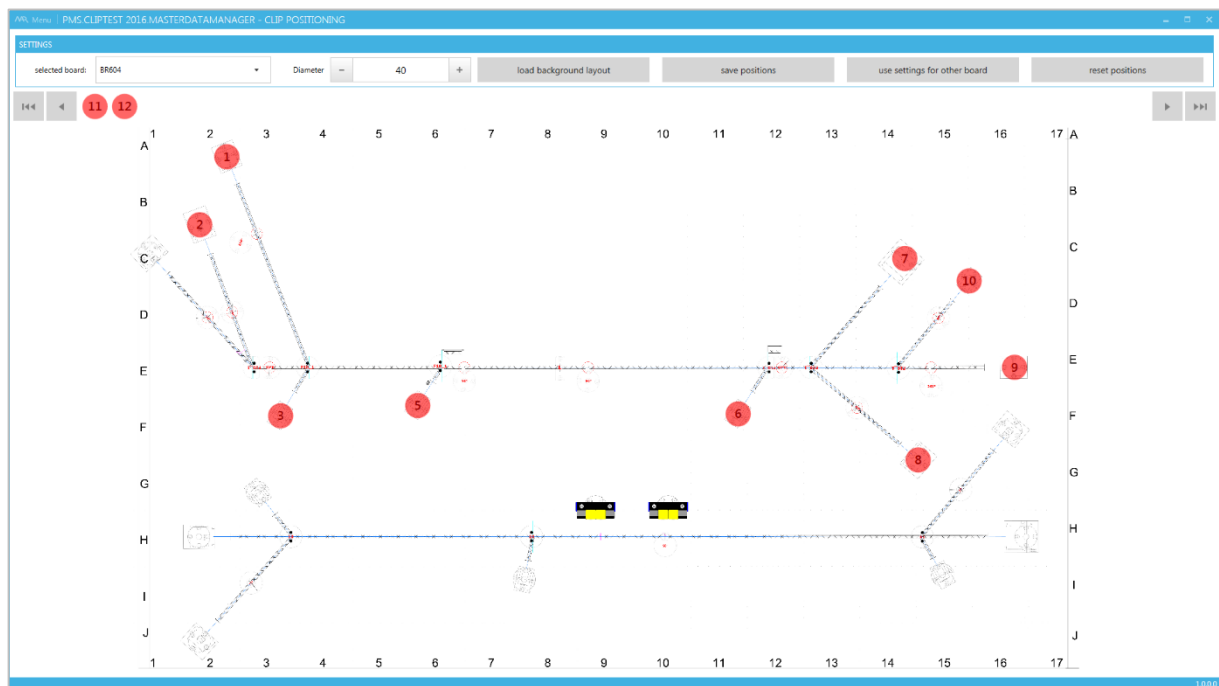 Menu | PMS CLIPTEST 2016 MASTERDATAMANAGER - CLIP POSITIONING
SETTINGS
selected board: BR604 Diameter − 40 + load background layout save positions use settings for other board reset positions
11 12
1 2 3 4 5 6 7 8 9 10 11 12 13 14 15 16 17
A A
1
B B
2
C 7 C
10
D D
E 9 E
3 5 6
F F
8
G G
H H
I I
J J
1 2 3 4 5 6 7 8 9 10 11 12 13 14 15 16 17